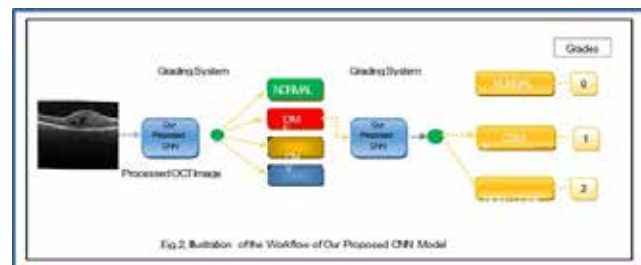 Grades
Grading System
Grading System
NORMAL
0
Our
Proposed
CNN
Our
Proposed
CNN
1
Processed OCT Image
2
Fig.2, Illustration of the Workflow of Our Proposed CNN Model